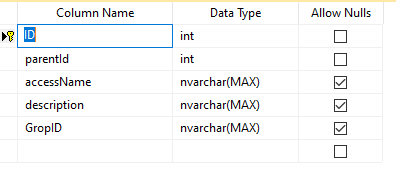 Column Name Data Type Allow Nulls
ID int
parentId int
accessName nvarchar(MAX)
description nvarchar(MAX)
GropID nvarchar(MAX)